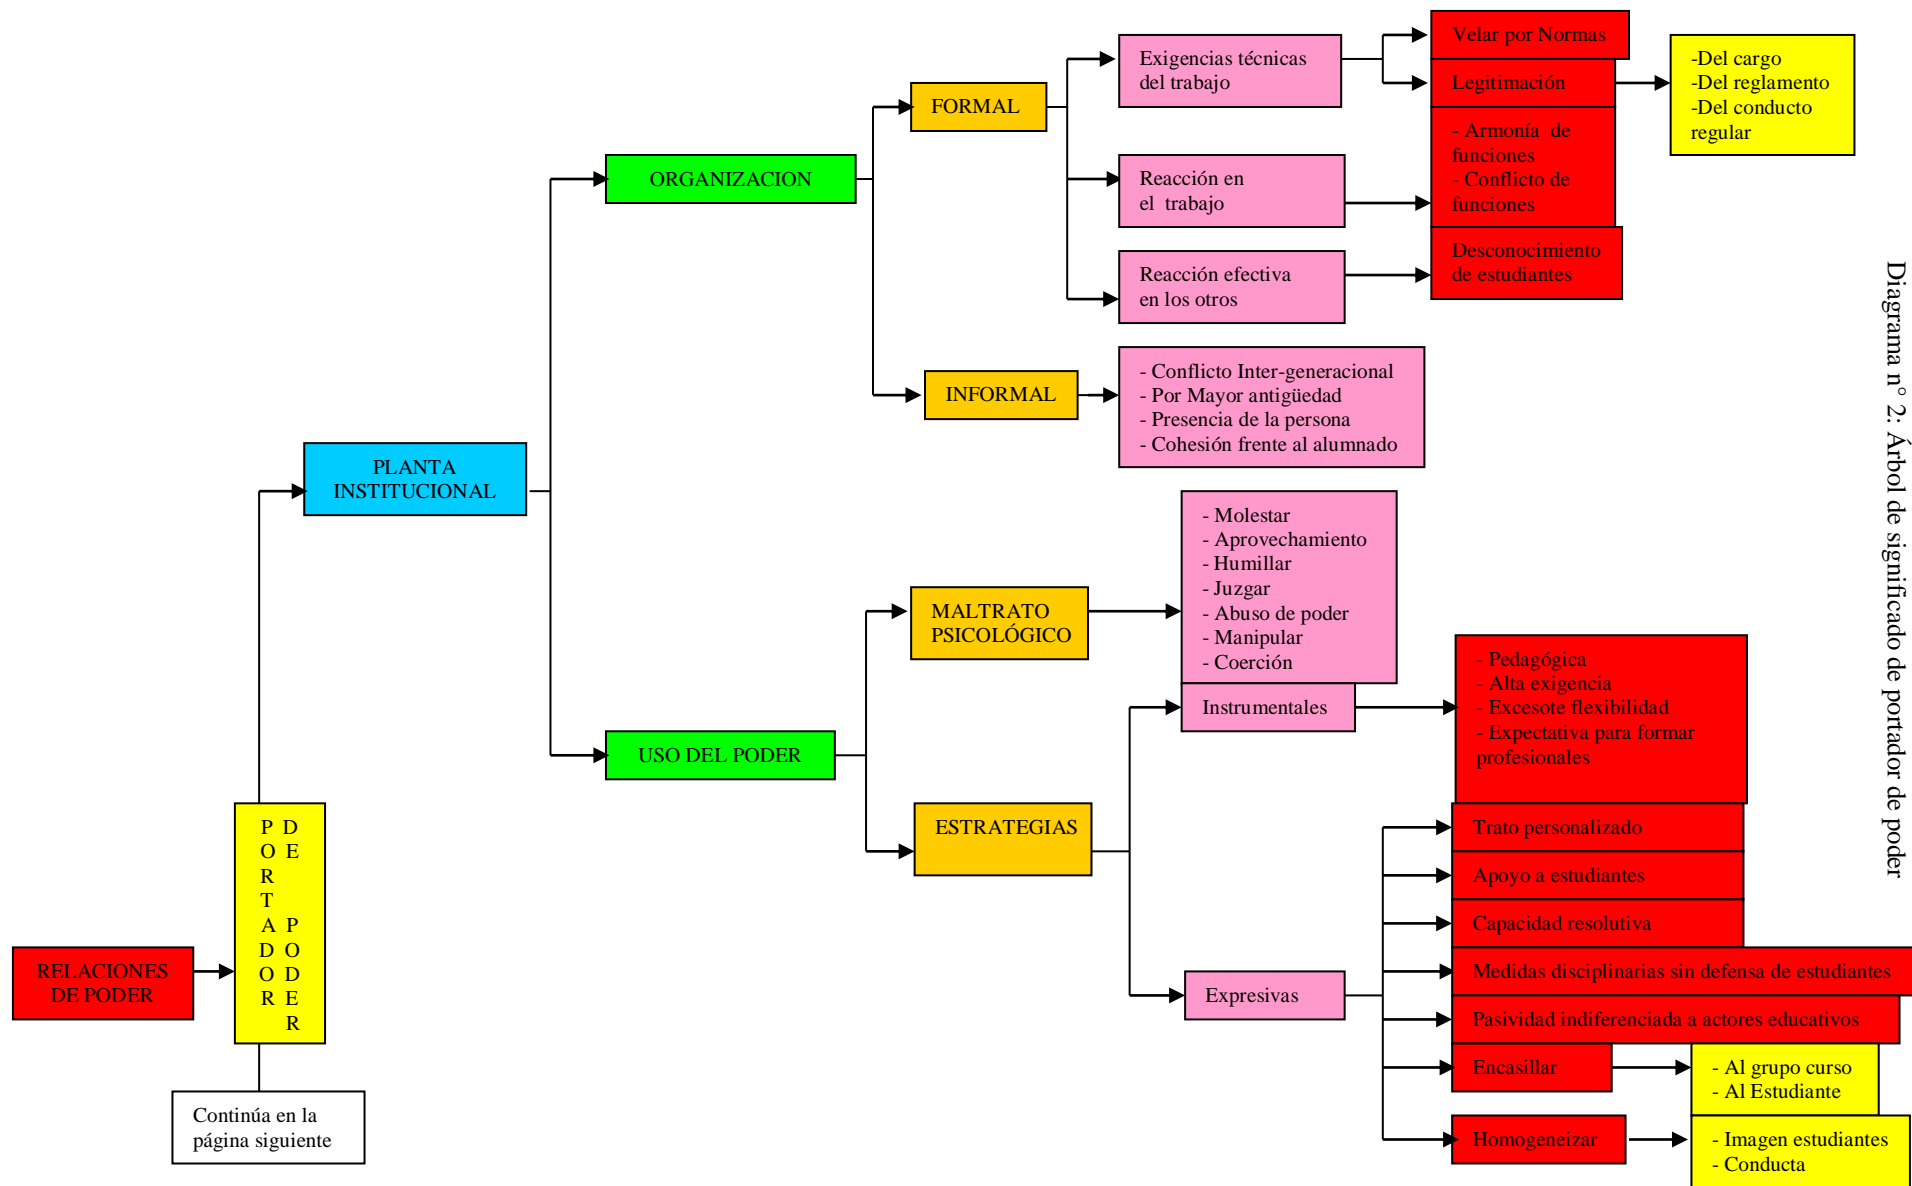 Diagrama n° 2: Árbol de significado de portador de poder
RELACIONES
DE PODER
PORTADOR
DE PODER
Continúa en la
página siguiente
PLANTA
INSTITUCIONAL
ORGANIZACION
FORMAL
Exigencias técnicas
del trabajo
Velar por Normas
Legitimación
-Del cargo
-Del reglamento
-Del conducto
regular
Reacción en
el trabajo
- Armonía de
funciones
- Conflicto de
funciones
Reacción efectiva
en los otros
Desconocimiento
de estudiantes
INFORMAL
- Conflicto Inter-generacional
- Por Mayor antigüedad
- Presencia de la persona
- Cohesión frente al alumnado
USO DEL PODER
MALTRATO
PSICOLÓGICO
- Molestar
- Aprovechamiento
- Humillar
- Juzgar
- Abuso de poder
- Manipular
- Coerción
ESTRATEGIAS
Instrumentales
- Pedagógica
- Alta exigencia
- Excesote flexibilidad
- Expectativa para formar
profesionales
Expresivas
Trato personalizado
Apoyo a estudiantes
Capacidad resolutiva
Medidas disciplinarias sin defensa de estudiantes
Pasividad indiferenciada a actores educativos
Encasillar
- Al grupo curso
- Al Estudiante
Homogeneizar
- Imagen estudiantes
- Conducta